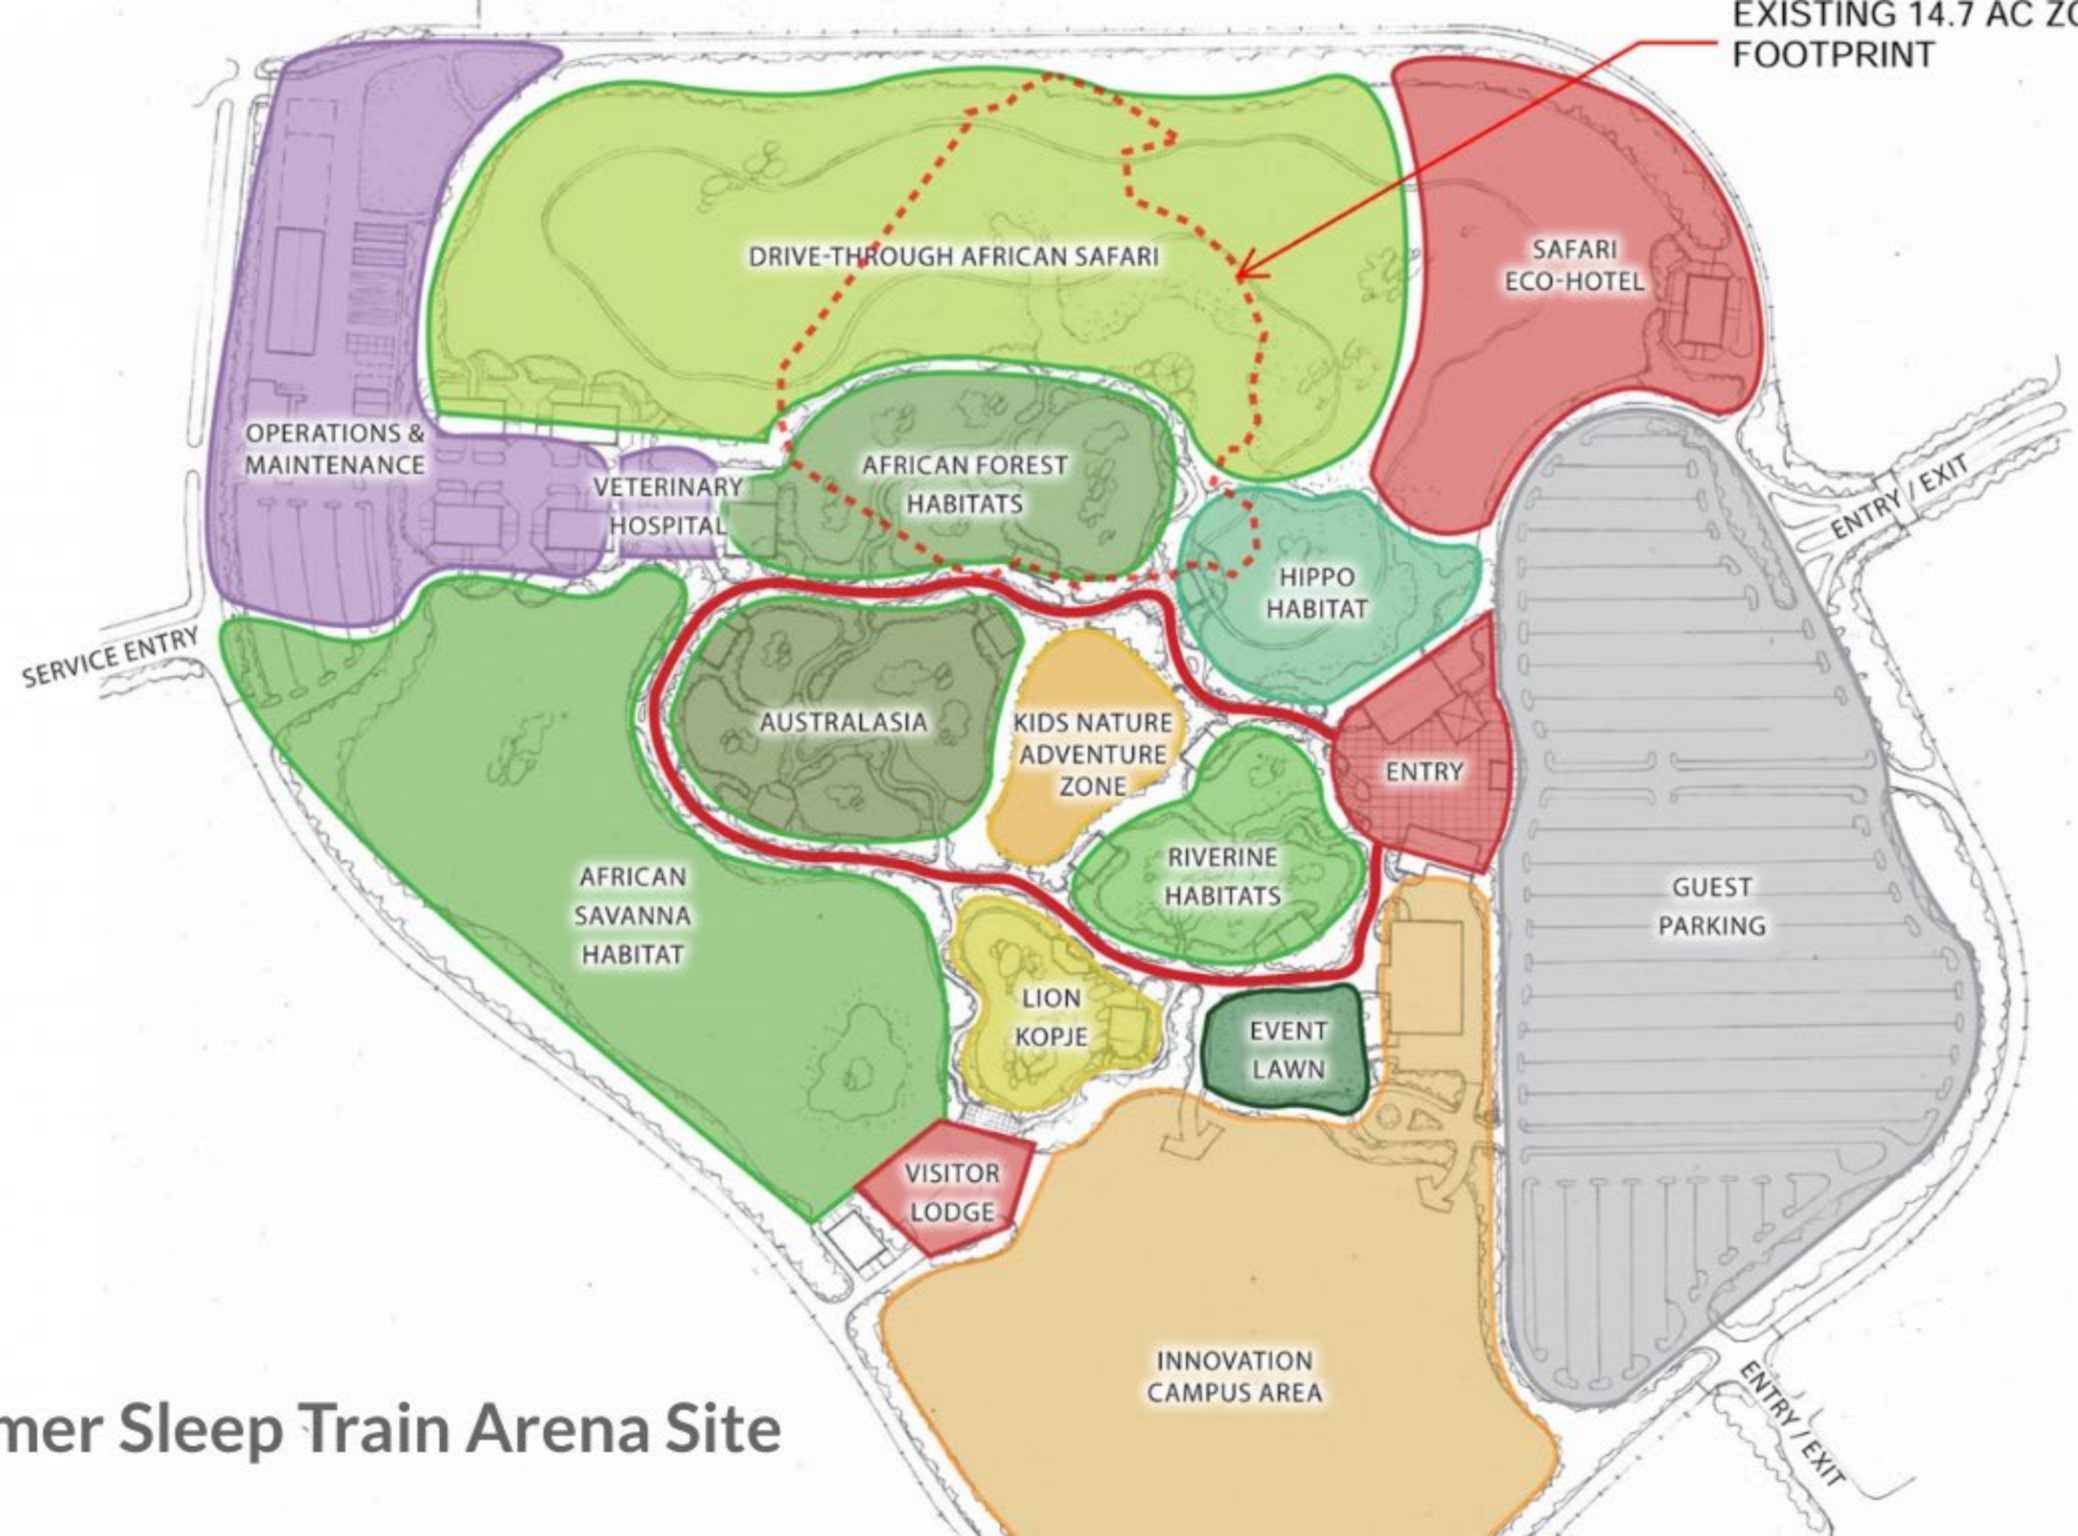 EXISTING 14.7 AC
FOOTPRINT
DRIVE-THROUGH AFRICAN SAFARI
SAFARI
ECO-HOTEL
OPERATIONS &
MAINTENANCE
VETERINARY
HOSPITAL
AFRICAN FOREST
HABITATS
ENTRY / EXIT
HIPPO
HABITAT
SERVICE ENTRY
AUSTRALASIA
KIDS NATURE
ADVENTURE
ZONE
ENTRY
RIVERINE
HABITATS
GUEST
PARKING
AFRICAN
SAVANNA
HABITAT
LION
KOPJE
EVENT
LAWN
VISITOR
LODGE
INNOVATION
CAMPUS AREA
ENTRY / EXIT
Sleep Train Arena Site